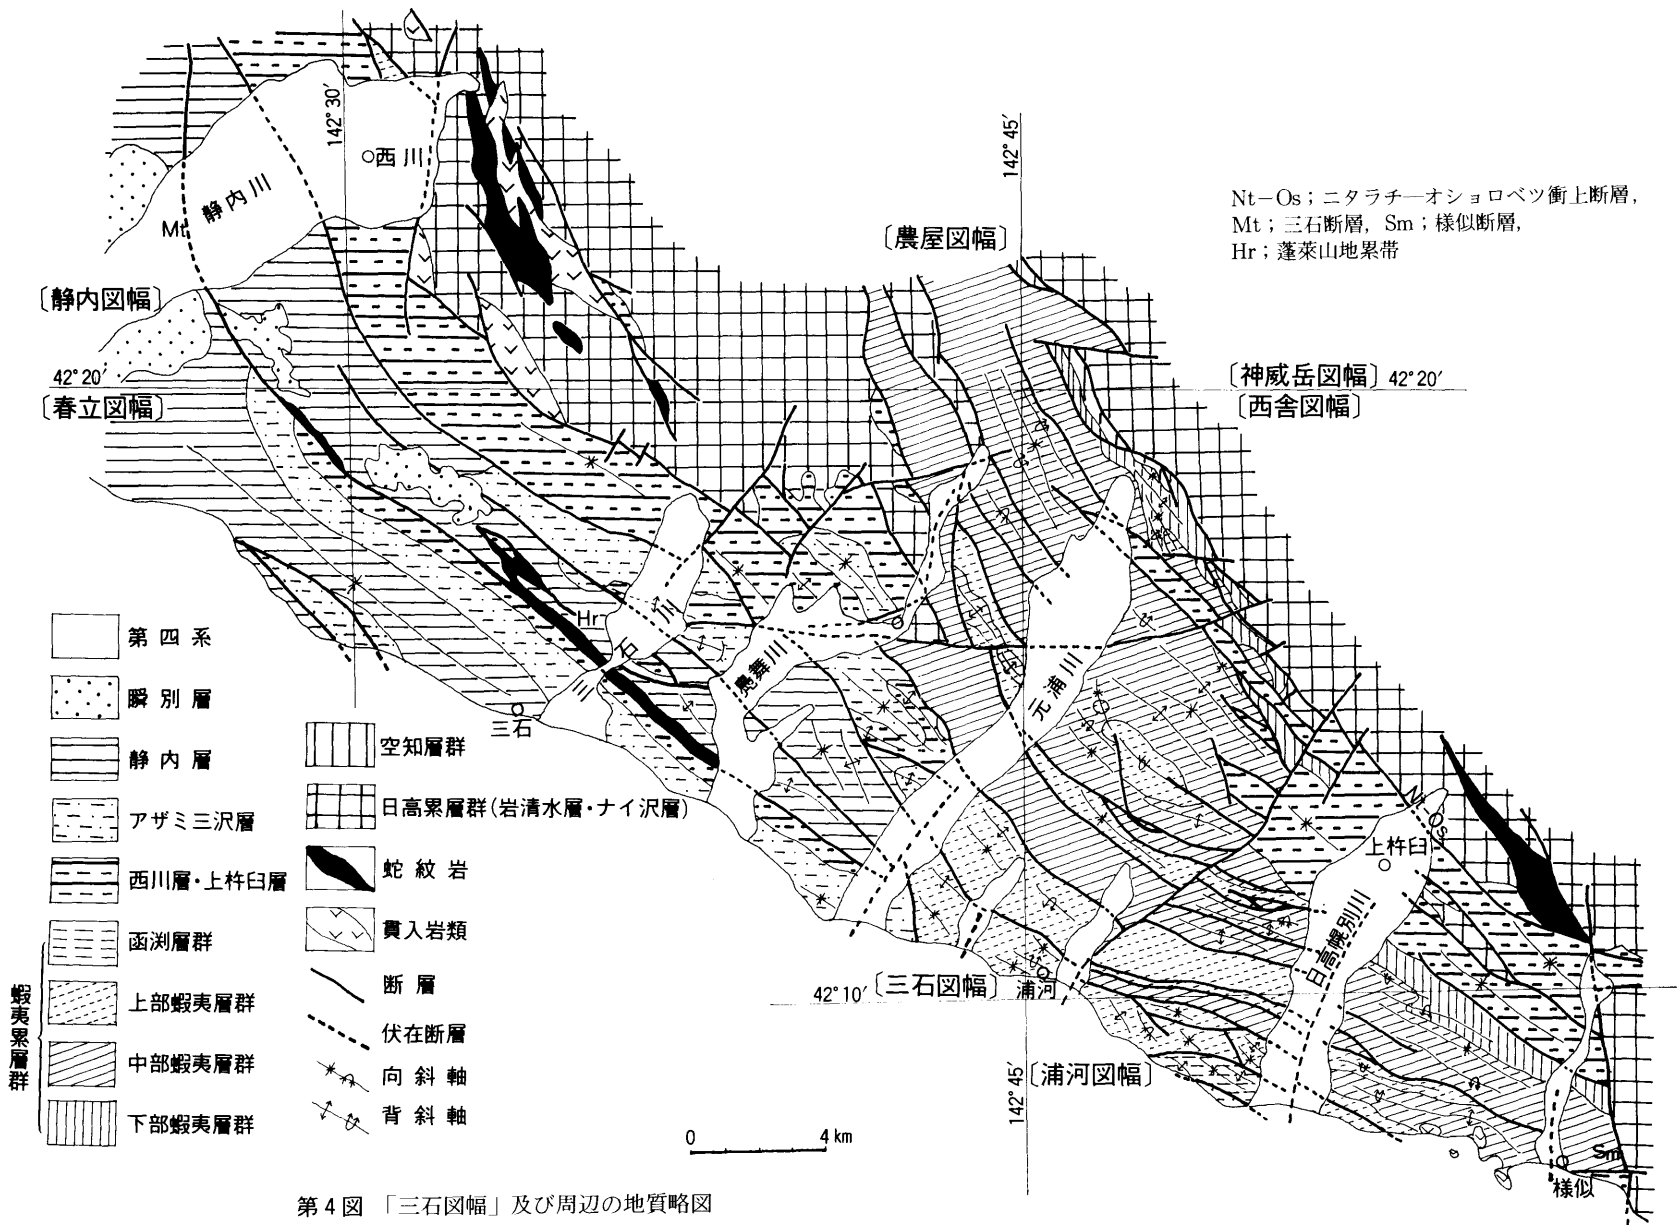 142°30′
西川
静内川
Mt
142°45′
Nt－Os；ニタラチ―オショロベツ衝上断層，
Mt；三石断層，Sm；様似断層，
Hr；蓬萊山地累帯
〔農屋図幅〕
〔静内図幅〕
42°20′
〔春立図幅〕
〔神威岳図幅〕42°20′
〔西舎図幅〕
Hr
三石川
三石
鳧舞川
元浦川
Nt-Os
上杵臼
日高幌別川
42°10′
〔三石図幅〕
浦河
142°45′
〔浦河図幅〕
Sm
様似
第四系
瞬別層
静内層
アザミ三沢層
西川層・上杵臼層
函渕層群
上部蝦夷層群
中部蝦夷層群
下部蝦夷層群
蝦夷累層群
空知層群
日高累層群(岩清水層・ナイ沢層)
蛇紋岩
貫入岩類
断層
伏在断層
向斜軸
背斜軸
0 4km
第4図 「三石図幅」及び周辺の地質略図